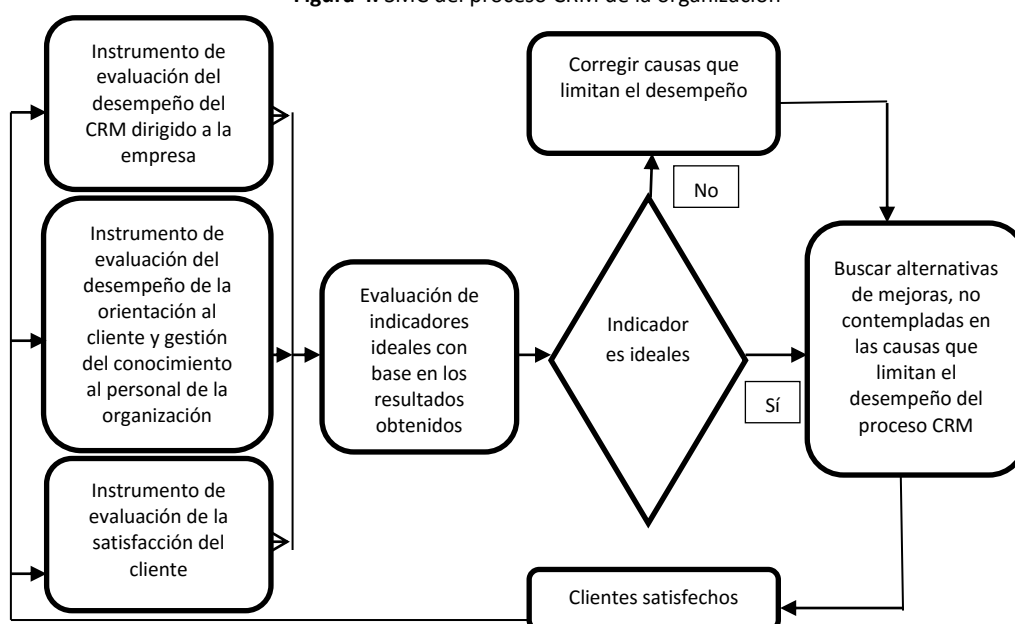 Figura 4. SMC del proceso CRM de la organización
Instrumento de
evaluación del
desempeño del
CRM dirigido a la
empresa
Instrumento de
evaluación del
desempeño de la
orientación al
cliente y gestión
del conocimiento
al personal de la
organización
Instrumento de
evaluación de la
satisfacción del
cliente
Evaluación de
indicadores
ideales con
base en los
resultados
obtenidos
Indicador
es ideales
No
Corregir causas que
limitan el desempeño
Sí
Buscar alternativas
de mejoras, no
contempladas en
las causas que
limitan el
desempeño del
proceso CRM
Clientes satisfechos